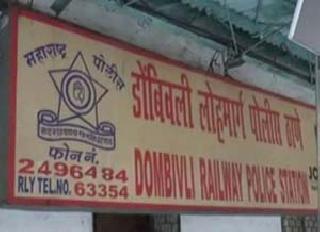 महाराष्ट्र पोलीस
डोंबिवली लोहमार्ग पोलीस ठाणे
फोन नं.
2496484
RLY TEL.NO. 63354
DOMBIVLI RAILWAY POLICE STATION